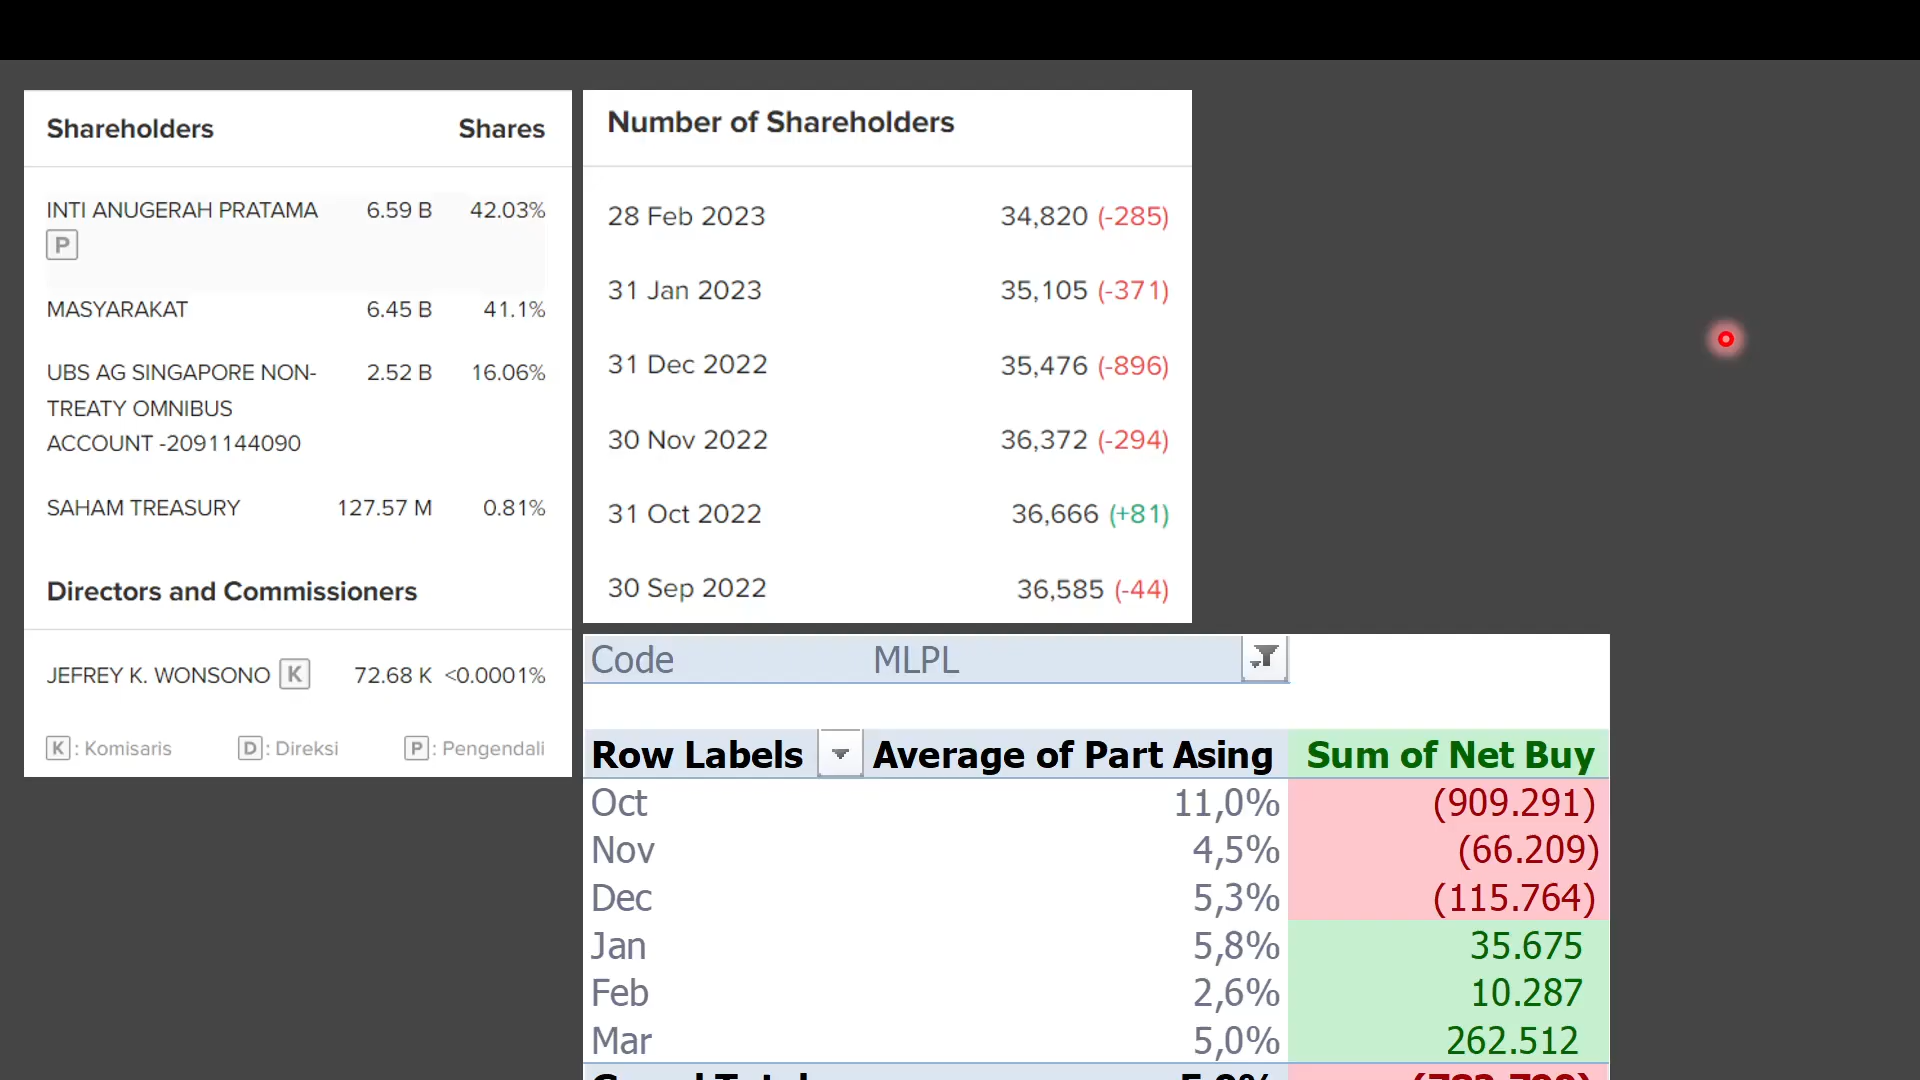 Shareholders Shares
INTI ANUGERAH PRATAMA 6.59 B 42.03%
P
MASYARAKAT 6.45 B 41.1%
UBS AG SINGAPORE NON- 2.52 B 16.06%
TREATY OMNIBUS
ACCOUNT -2091144090
SAHAM TREASURY 127.57 M 0.81%
Directors and Commissioners
JEFREY K. WONSONO K 72.68 K <0.0001%
K : Komisaris D : Direksi P : Pengendali
Number of Shareholders
28 Feb 2023 34,820 (-285)
31 Jan 2023 35,105 (-371)
31 Dec 2022 35,476 (-896)
30 Nov 2022 36,372 (-294)
31 Oct 2022 36,666 (+81)
30 Sep 2022 36,585 (-44)
Code MLPL
Row Labels Average of Part Asing Sum of Net Buy
Oct 11,0% (909.291)
Nov 4,5% (66.209)
Dec 5,3% (115.764)
Jan 5,8% 35.675
Feb 2,6% 10.287
Mar 5,0% 262.512